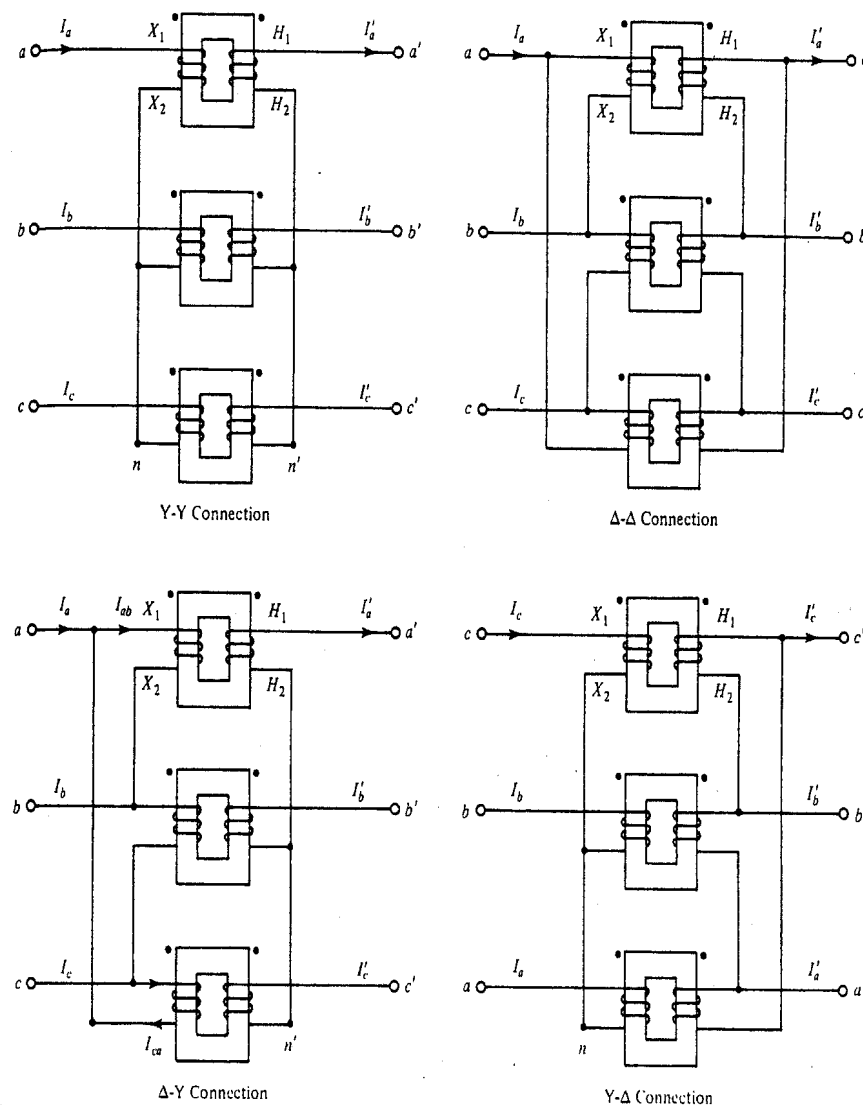 I_a X_1 H_1 I'_a
a a'
X_2 H_2
I_b I'_b
b b'
I_c I'_c
c c'
n n'
Y-Y Connection
I_a X_1 H_1 I'_a
a
X_2 H_2
I_b I'_b
b b
I_c I'_c
c
Δ-Δ Connection
I_a I_ab X_1 H_1 I'_a
a a'
X_2 H_2
I_b I'_b
b b'
I_c I'_c
c c'
I_ca n'
Δ-Y Connection
I_c X_1 H_1 I'_c
c c'
X_2 H_2
I_b I'_b
b b
I_a I'_a
a a
n
Y-Δ Connection